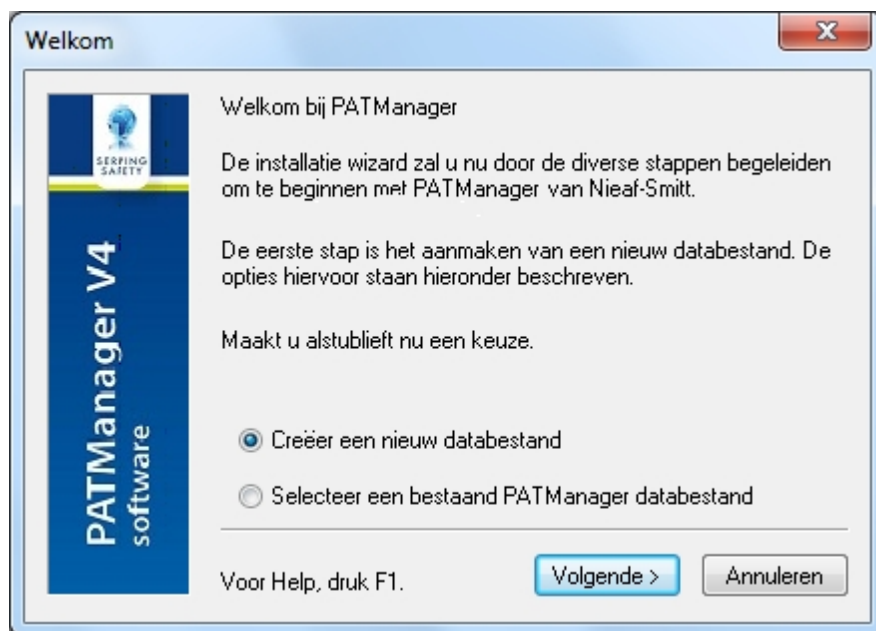 Welkom
SERPING
SAFETY
PATManager V4
software
Welkom bij PATManager
De installatie wizard zal u nu door de diverse stappen begeleiden
om te beginnen met PATManager van Nieaf-Smitt.
De eerste stap is het aanmaken van een nieuw databestand. De
opties hiervoor staan hieronder beschreven.
Maakt u alstublieft nu een keuze.
Creëer een nieuw databestand
Selecteer een bestaand PATManager databestand
Voor Help, druk F1.
Volgende >
Annuleren